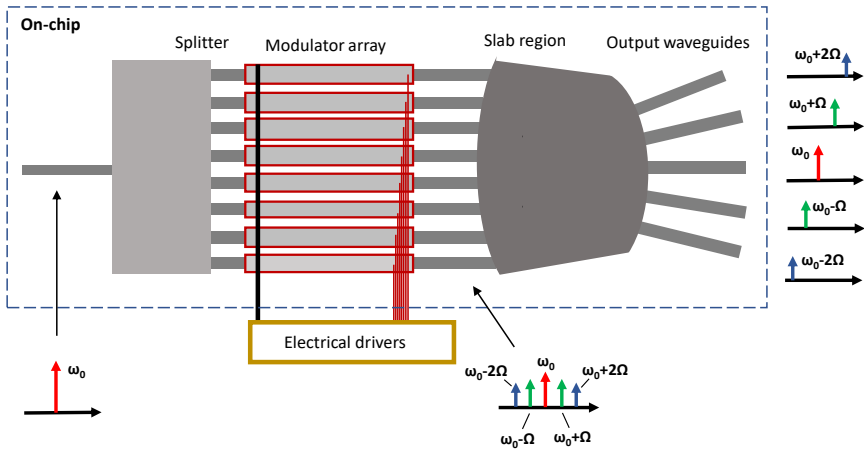 On-chip
Splitter
Modulator array
Slab region
Output waveguides
ω₀+2Ω
ω₀+Ω
ω₀
ω₀-Ω
ω₀-2Ω
Electrical drivers
ω₀
ω₀-2Ω
ω₀
ω₀+2Ω
ω₀-Ω
ω₀+Ω